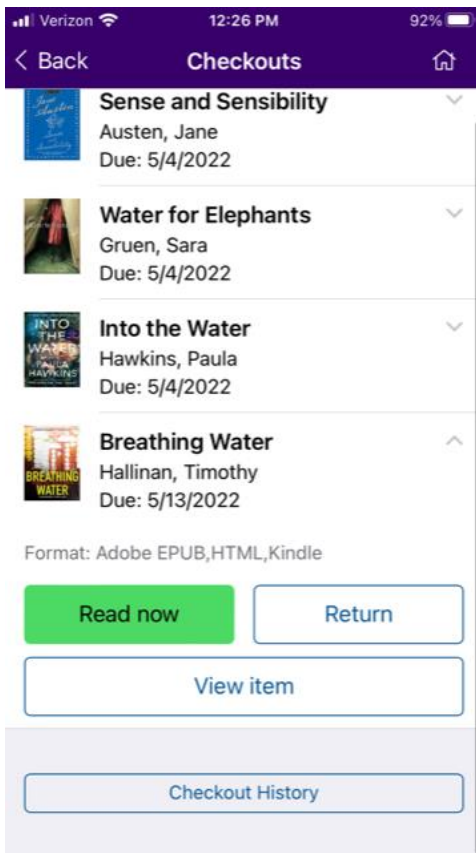 Verizon 12:26 PM 92%
Back Checkouts
Jane Austen
Sense and Sensibility
Austen, Jane
Due: 5/4/2022
Water for Elephants
Gruen, Sara
Due: 5/4/2022
INTO
THE
WATER
PAULA
HAWKINS
Into the Water
Hawkins, Paula
Due: 5/4/2022
BREATHING
WATER
Breathing Water
Hallinan, Timothy
Due: 5/13/2022
Format: Adobe EPUB,HTML,Kindle
Read now Return
View item
Checkout History